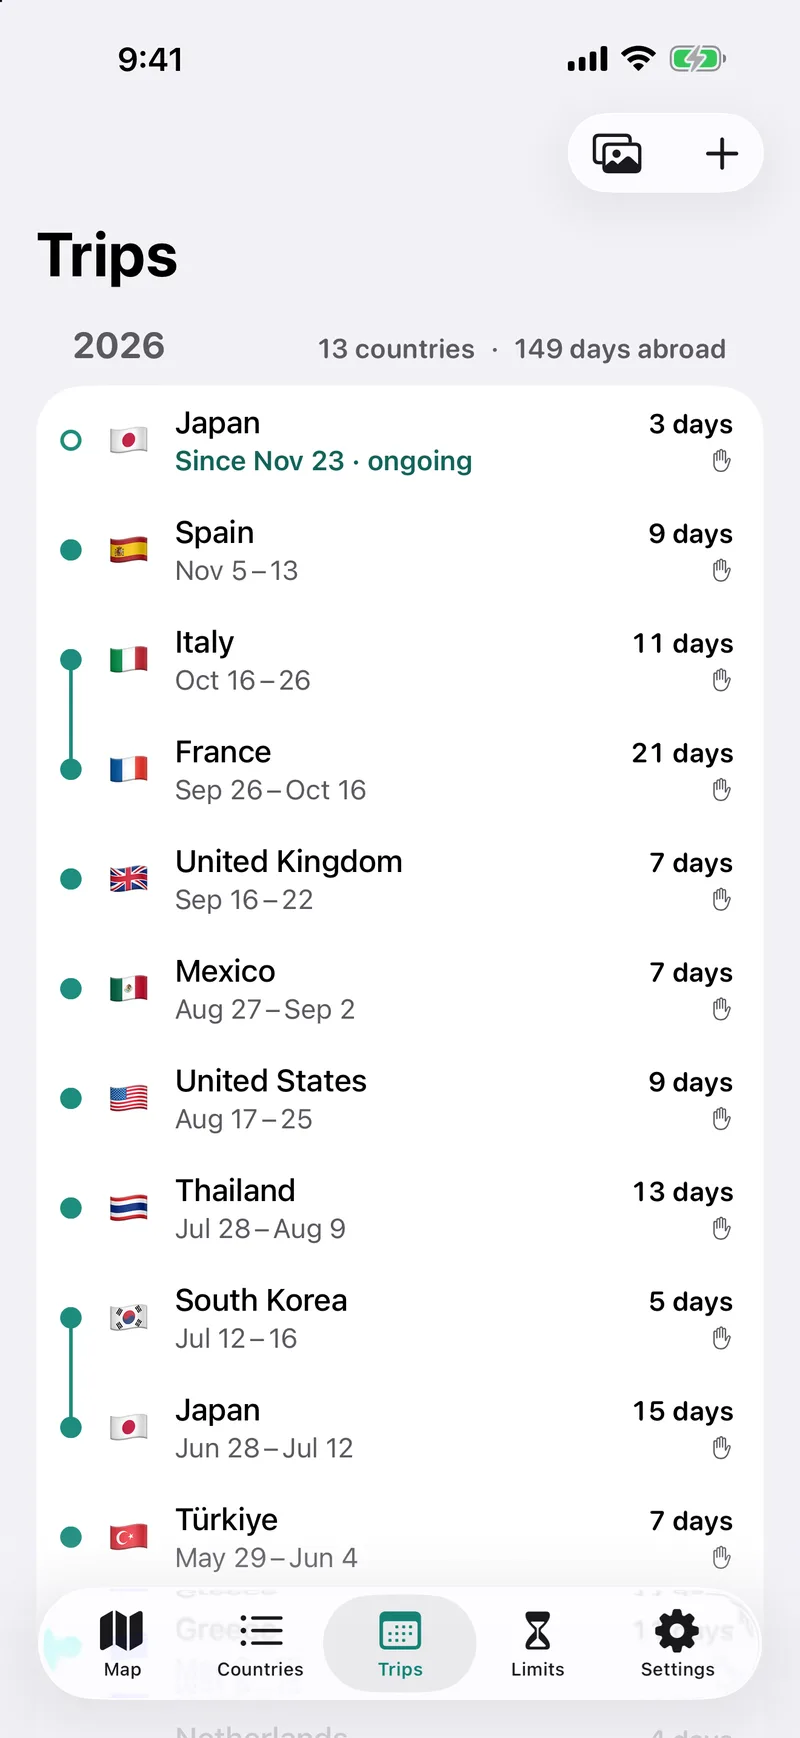 9:41
Trips
2026
13 countries · 149 days abroad
Japan
3 days
Since Nov 23 · ongoing
Spain
9 days
Nov 5–13
Italy
11 days
Oct 16–26
France
21 days
Sep 26–Oct 16
United Kingdom
7 days
Sep 16–22
Mexico
7 days
Aug 27–Sep 2
United States
9 days
Aug 17–25
Thailand
13 days
Jul 28–Aug 9
South Korea
5 days
Jul 12–16
Japan
15 days
Jun 28–Jul 12
Türkiye
7 days
May 29–Jun 4
Map
Countries
Trips
Limits
Settings
Netherlands
4 days